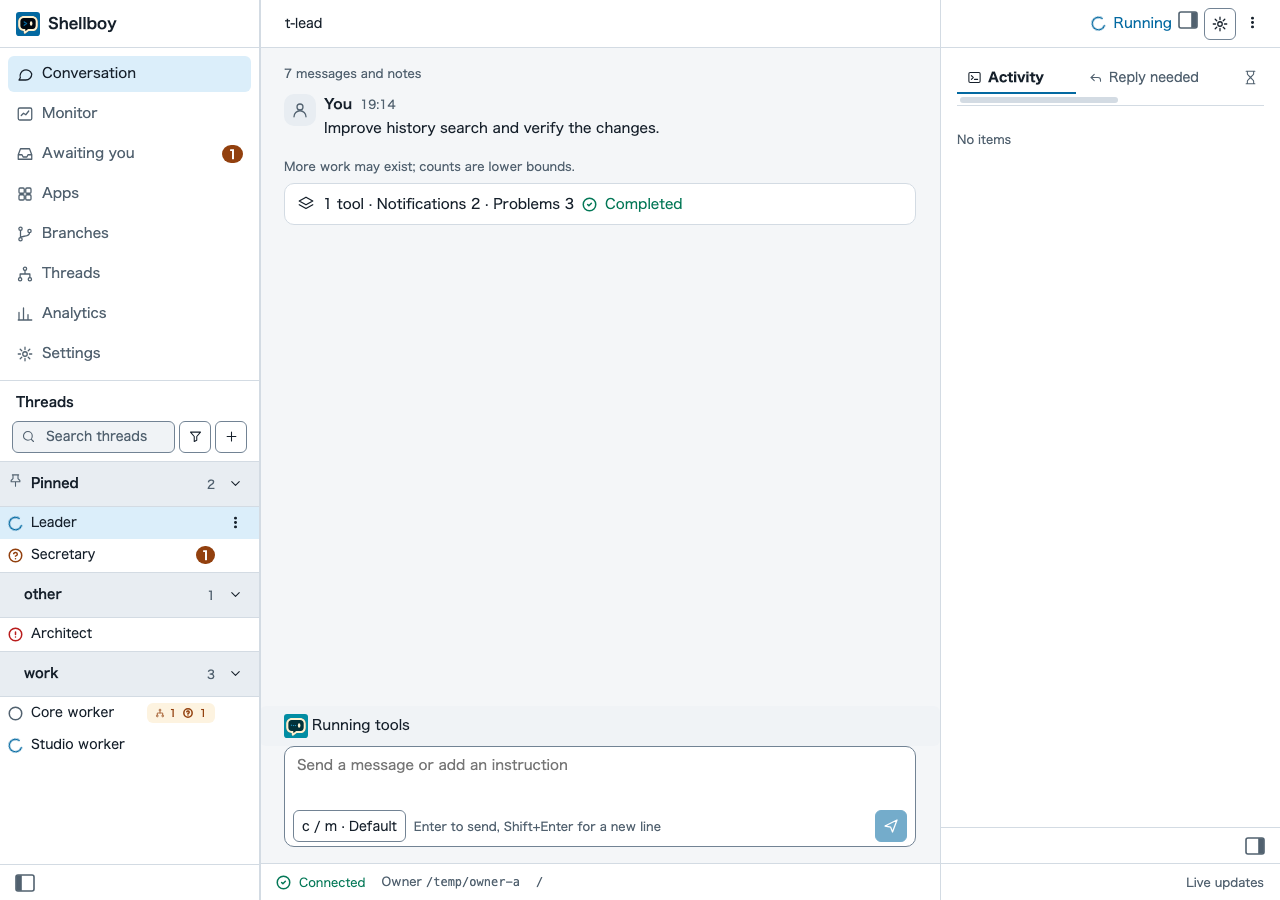 Shellboy
Conversation
Monitor
Awaiting you 1
Apps
Branches
Threads
Analytics
Settings
Threads
Search threads
Pinned 2
Leader
Secretary 1
other 1
Architect
work 3
Core worker 1 1
Studio worker
t-lead
7 messages and notes
You 19:14
Improve history search and verify the changes.
More work may exist; counts are lower bounds.
1 tool · Notifications 2 · Problems 3 Completed
Running tools
Send a message or add an instruction
c / m · Default Enter to send, Shift+Enter for a new line
Connected Owner /temp/owner-a /
Running
Activity Reply needed
No items
Live updates